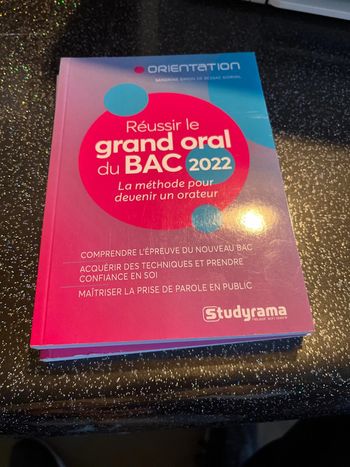 ORIENTATION
Réussir le
grand oral
du BAC 2022
La méthode pour
devenir un orateur
COMPRENDRE L'ÉPREUVE DU NOUVEAU BAC
ACQUÉRIR DES TECHNIQUES ET PRENDRE
CONFIANCE EN SOI
MAÎTRISER LA PRISE DE PAROLE EN PUBLIC
Studyrama